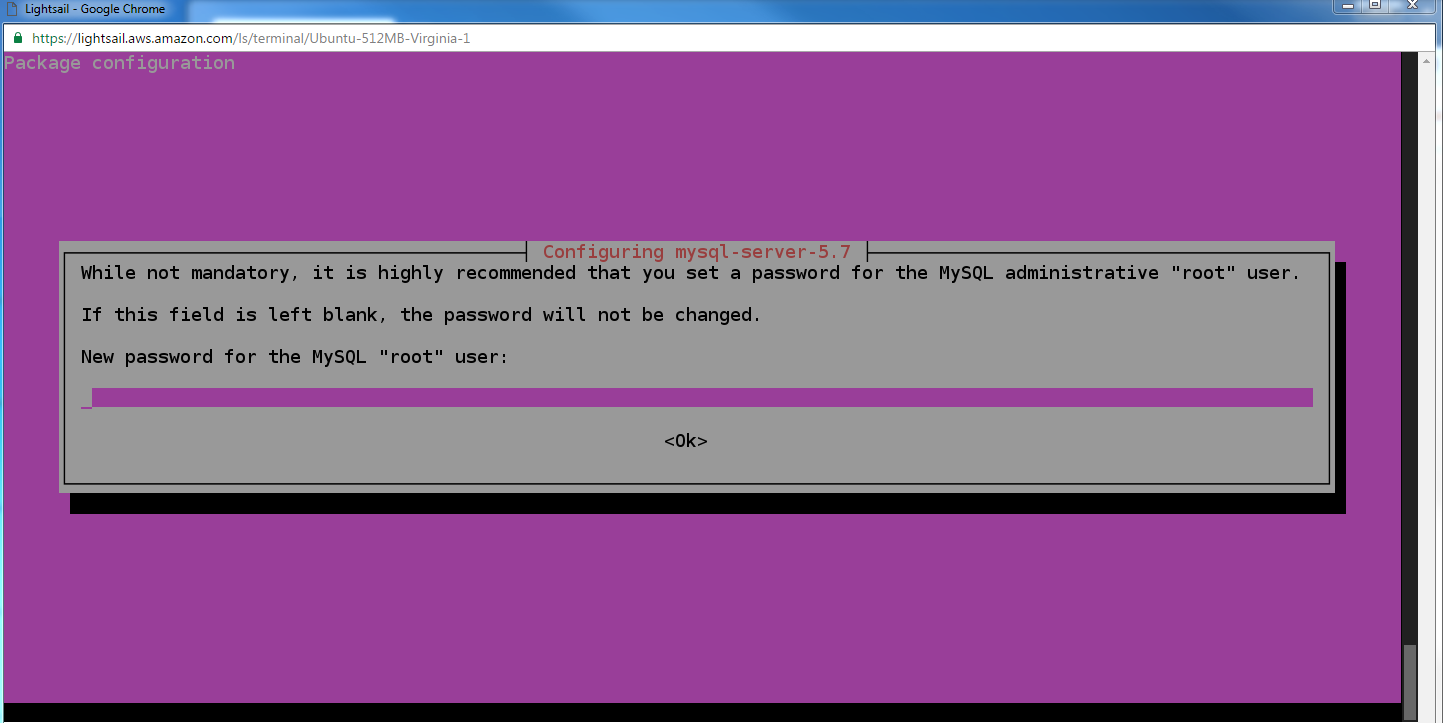 Lightsail - Google Chrome
https://lightsail.aws.amazon.com/ls/terminal/Ubuntu-512MB-Virginia-1
Package configuration
Configuring mysql-server-5.7
While not mandatory, it is highly recommended that you set a password for the MySQL administrative "root" user.
If this field is left blank, the password will not be changed.
New password for the MySQL "root" user:
<Ok>